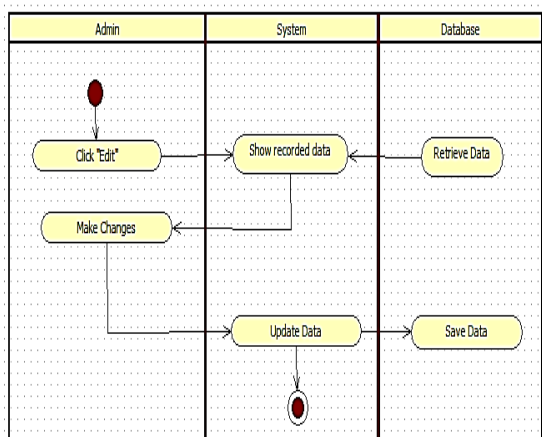 Admin
System
Database
Click "Edit"
Show recorded data
Retrieve Data
Make Changes
Update Data
Save Data